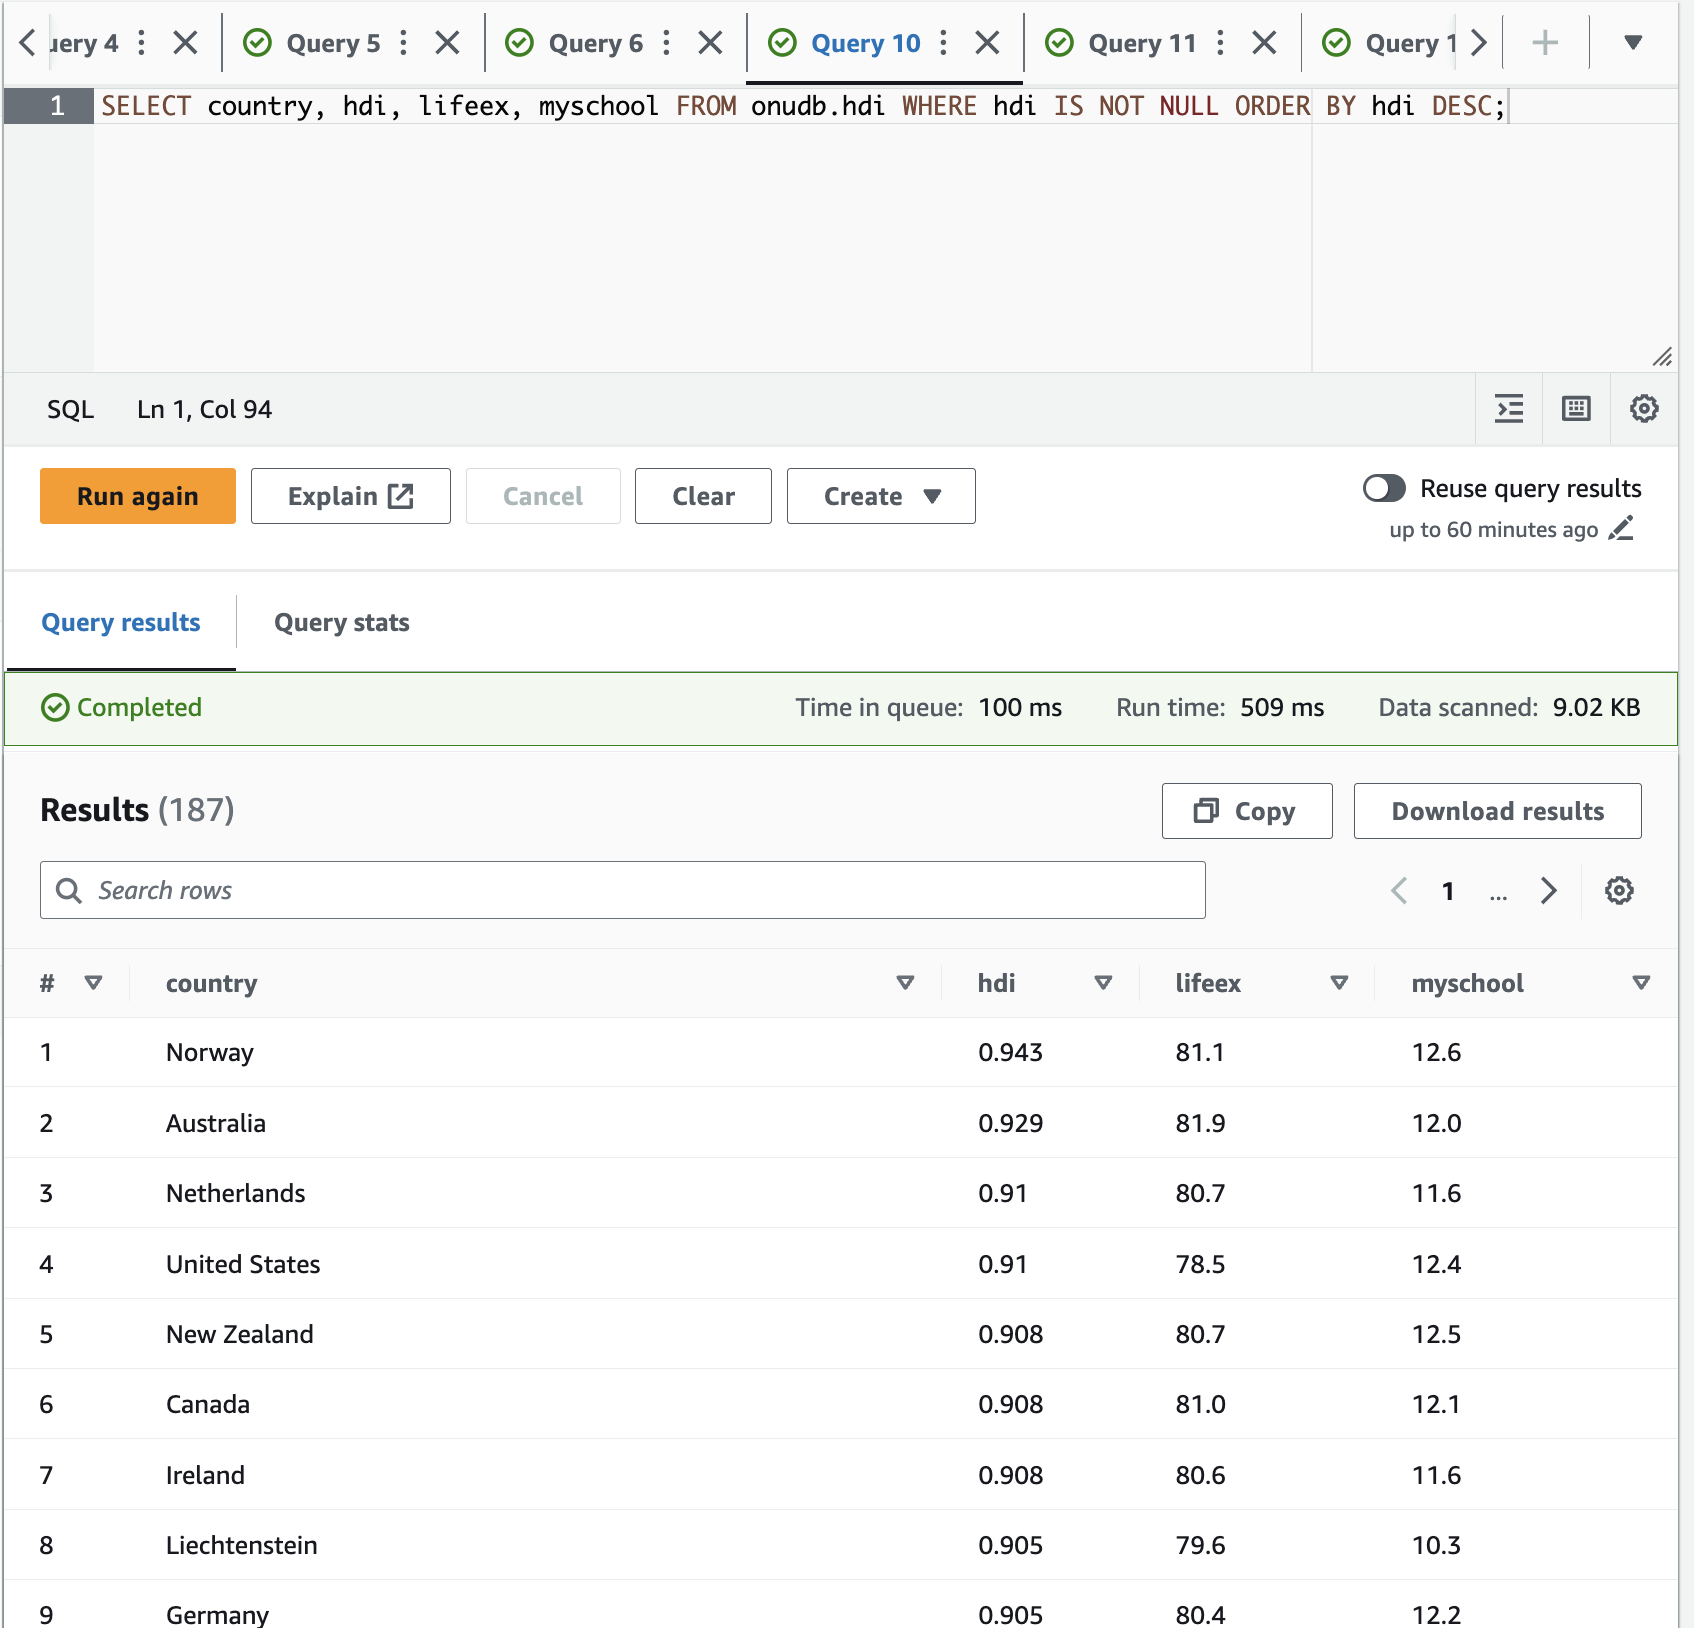 uery 4 Query 5 Query 6 Query 10 Query 11 Query 1
1 SELECT country, hdi, lifeex, myschool FROM onudb.hdi WHERE hdi IS NOT NULL ORDER BY hdi DESC;
SQL Ln 1, Col 94
Run again Explain Cancel Clear Create Reuse query results
up to 60 minutes ago
Query results Query stats
Completed Time in queue: 100 ms Run time: 509 ms Data scanned: 9.02 KB
Results (187) Copy Download results
Search rows 1 ...
# country hdi lifeex myschool
1 Norway 0.943 81.1 12.6
2 Australia 0.929 81.9 12.0
3 Netherlands 0.91 80.7 11.6
4 United States 0.91 78.5 12.4
5 New Zealand 0.908 80.7 12.5
6 Canada 0.908 81.0 12.1
7 Ireland 0.908 80.6 11.6
8 Liechtenstein 0.905 79.6 10.3
9 Germany 0.905 80.4 12.2